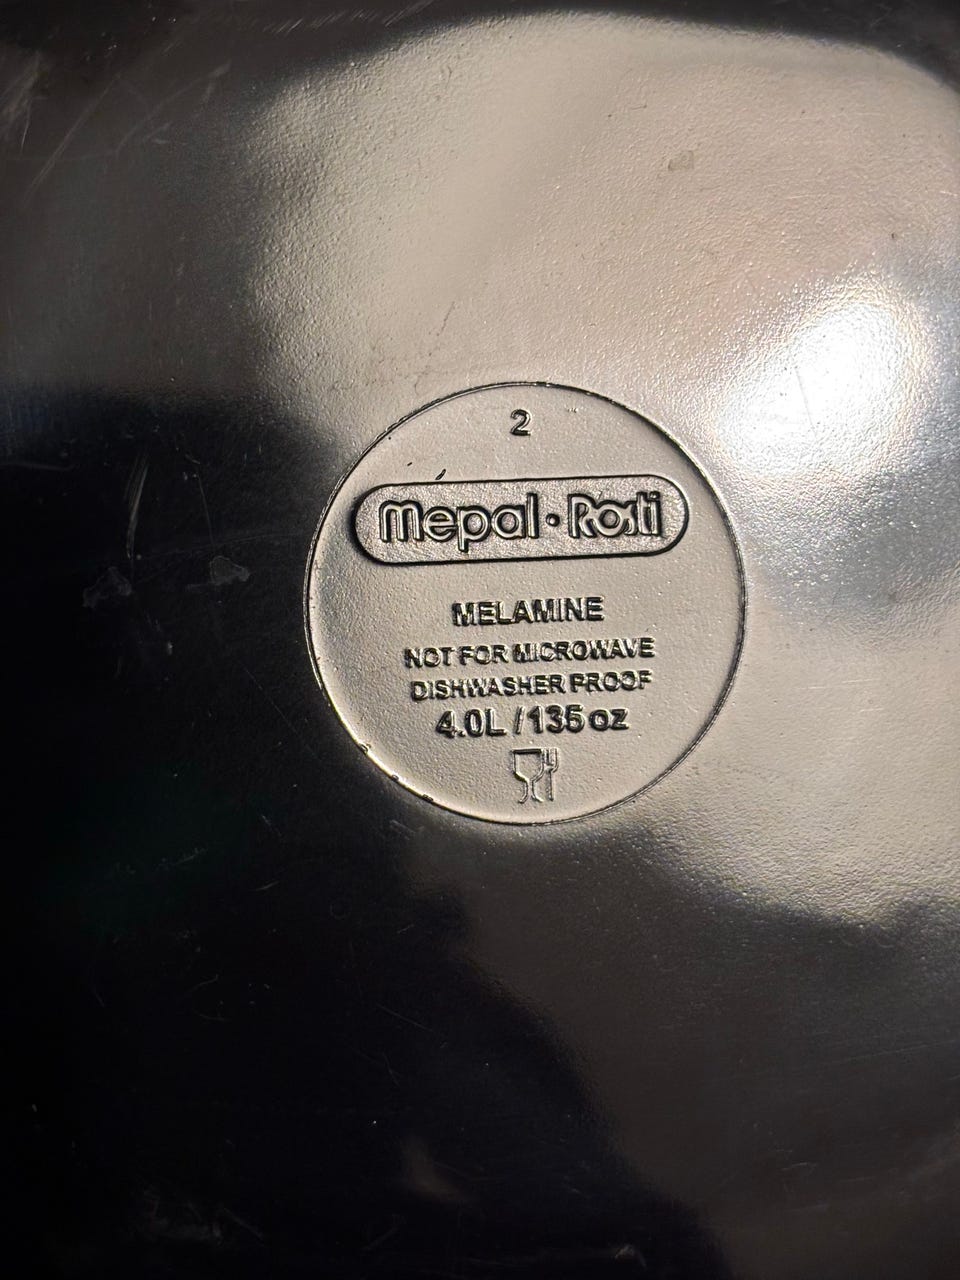 2
Mepal · Rosti
MELAMINE
NOT FOR MICROWAVE
DISHWASHER PROOF
4.0L / 135 oz